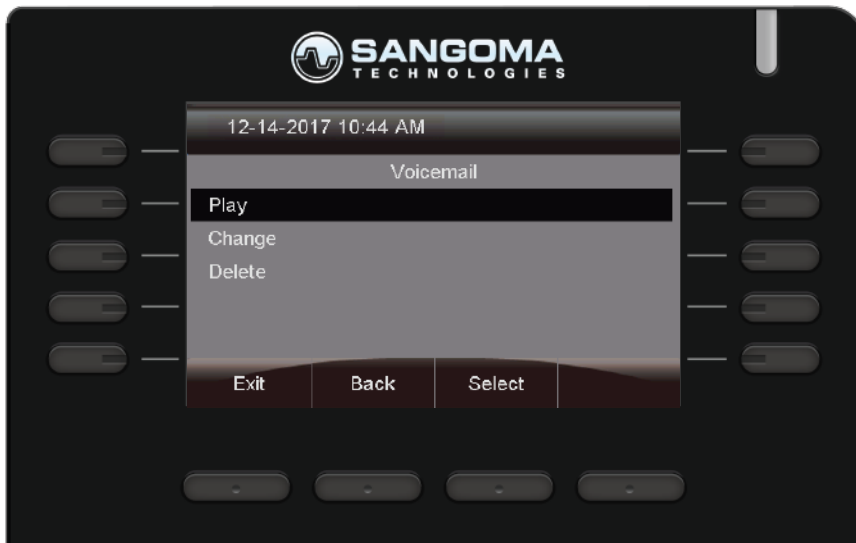 SANGOMA
TECHNOLOGIES
12-14-2017 10:44 AM
Voicemail
Play
Change
Delete
Exit Back Select